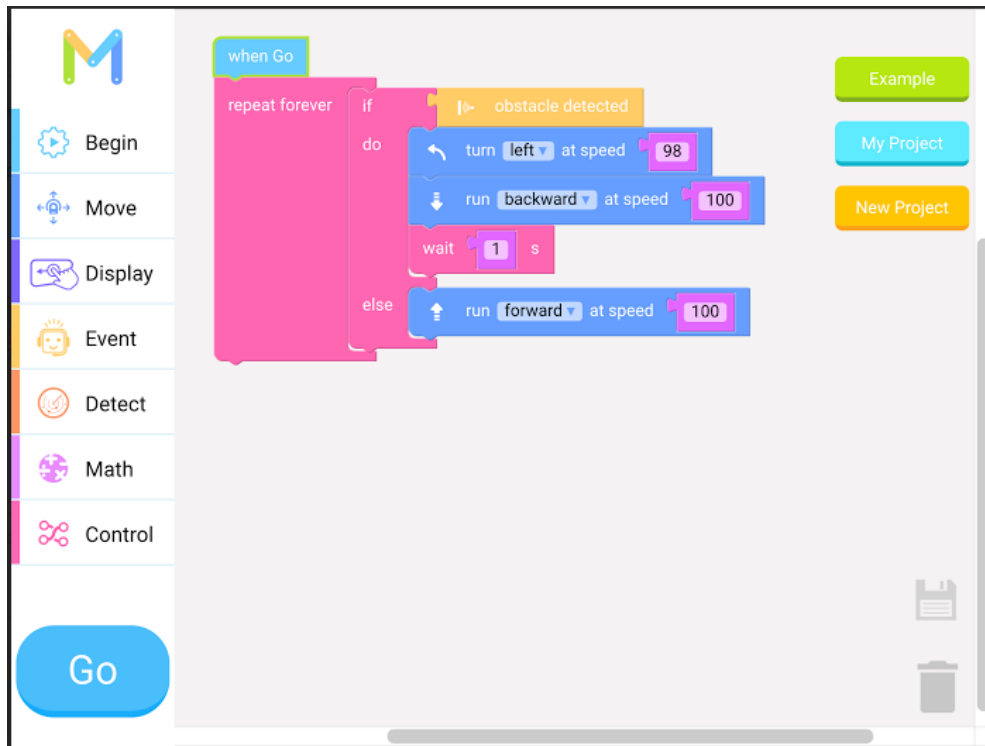 when Go
Example
repeat forever if obstacle detected
do turn left ▾ at speed 98
Begin
My Project
run backward ▾ at speed 100
Move
New Project
wait 1 s
Display
else run forward ▾ at speed 100
Event
Detect
Math
Control
Go